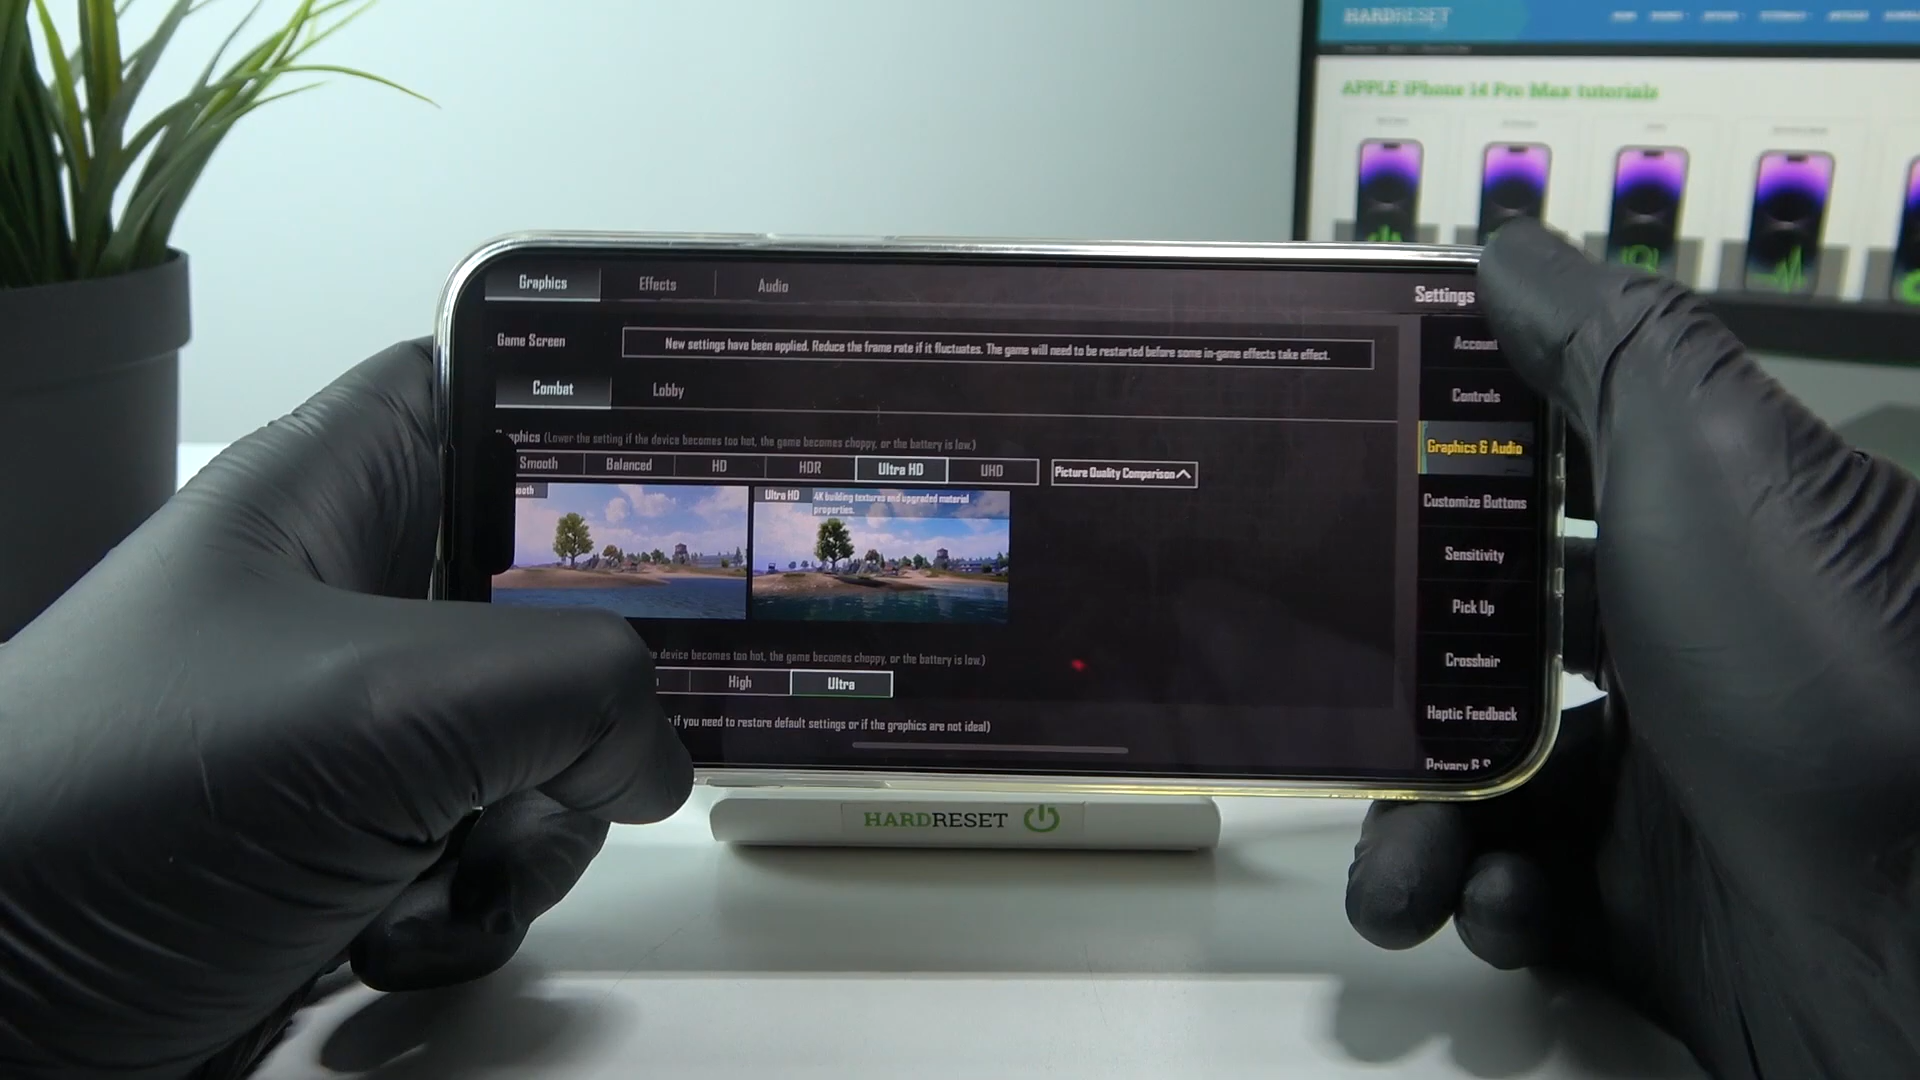 HARDRESET
APPLE iPhone 14 Pro Max tutorials
Graphics
Effects
Audio
Settings
Game Screen
New settings have been applied. Reduce the frame rate if it fluctuates. The game will need to be restarted before some in-game effects take effect.
Account
Combat
Lobby
Controls
(Lower the setting if the device becomes too hot, the game becomes choppy, or the battery is low.)
Graphics & Audio
Smooth
Balanced
HD
HDR
Ultra HD
UHD
Picture Quality Comparison
Ultra HD
4K building textures and upgraded material
properties.
Customize Buttons
Sensitivity
Pick Up
device becomes too hot, the game becomes choppy, or the battery is low.)
Crosshair
High
Ultra
if you need to restore default settings or if the graphics are not ideal)
Haptic Feedback
Privacy &
HARDRESET